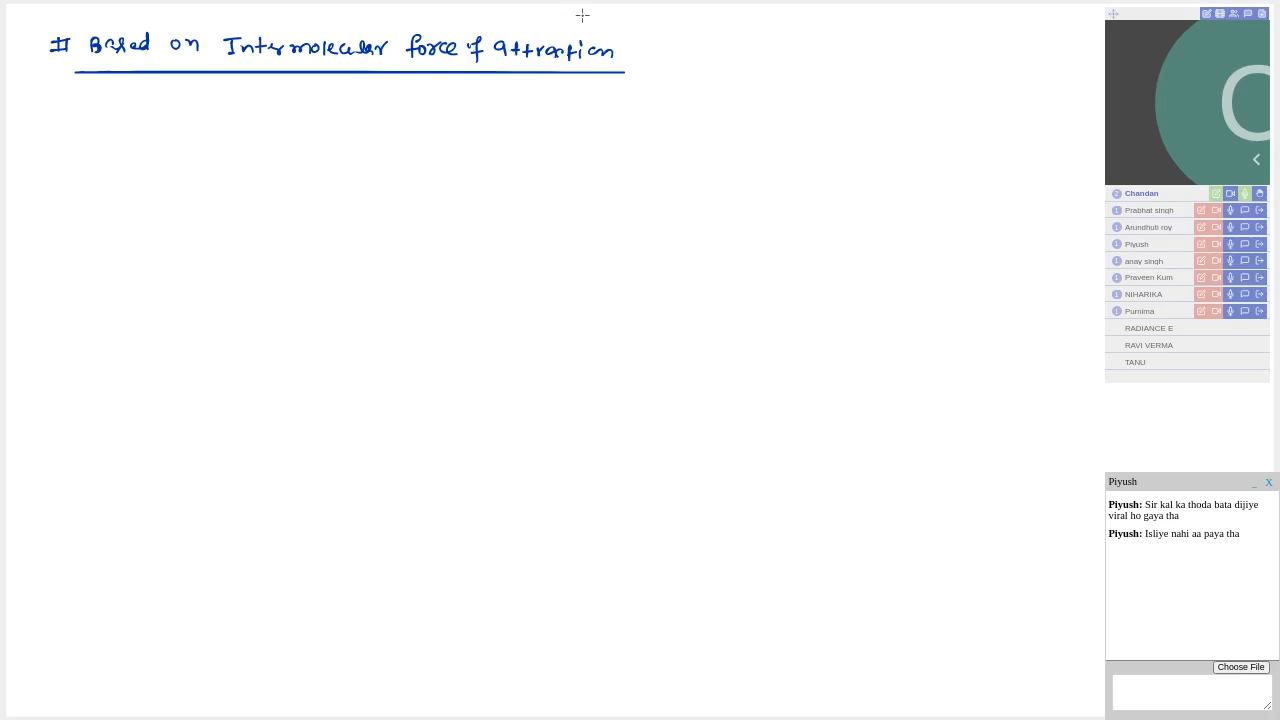 # Based on Intermolecular force of attraction
Chandan
Prabhat singh
Arundhuti roy
Piyush
anay singh
Praveen Kum
NIHARIKA
Purnima
RADIANCE E
RAVI VERMA
TANU
Piyush _ X
Piyush: Sir kal ka thoda bata dijiye
viral ho gaya tha
Piyush: Isliye nahi aa paya tha
Choose File